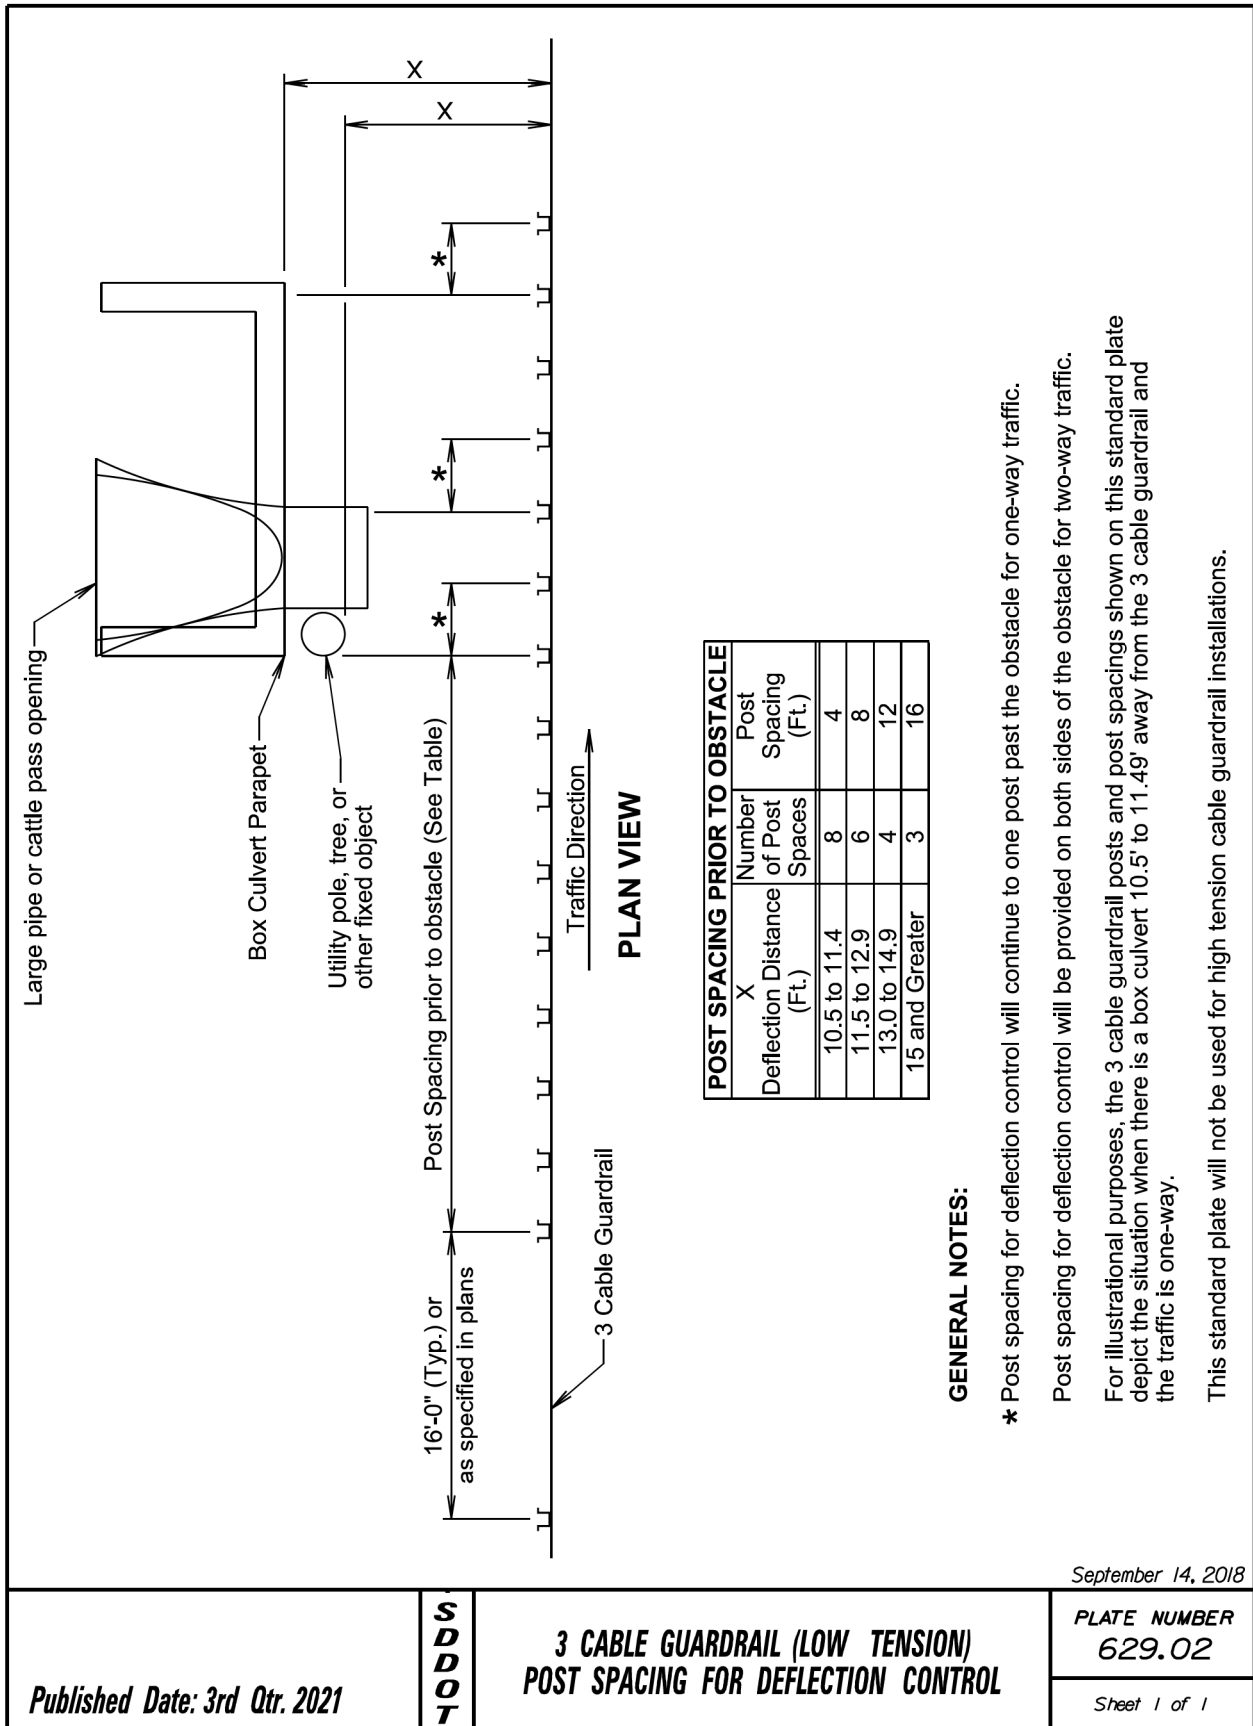 Large pipe or cattle pass opening
Box Culvert Parapet
Utility pole, tree, or
other fixed object
X
X
*
*
*
16'-0" (Typ.) or
as specified in plans
Post Spacing prior to obstacle (See Table)
3 Cable Guardrail
Traffic Direction
PLAN VIEW
POST SPACING PRIOR TO OBSTACLE
X
Deflection Distance
(Ft.)
Number
of Post
Spaces
Post
Spacing
(Ft.)
10.5 to 11.4 8 4
11.5 to 12.9 6 8
13.0 to 14.9 4 12
15 and Greater 3 16
GENERAL NOTES:
* Post spacing for deflection control will continue to one post past the obstacle for one-way traffic.
Post spacing for deflection control will be provided on both sides of the obstacle for two-way traffic.
For illustrational purposes, the 3 cable guardrail posts and post spacings shown on this standard plate
depict the situation when there is a box culvert 10.5' to 11.49' away from the 3 cable guardrail and
the traffic is one-way.
This standard plate will not be used for high tension cable guardrail installations.
September 14, 2018
Published Date: 3rd Qtr. 2021
S
D
D
O
T
3 CABLE GUARDRAIL (LOW TENSION)
POST SPACING FOR DEFLECTION CONTROL
PLATE NUMBER
629.02
Sheet 1 of 1